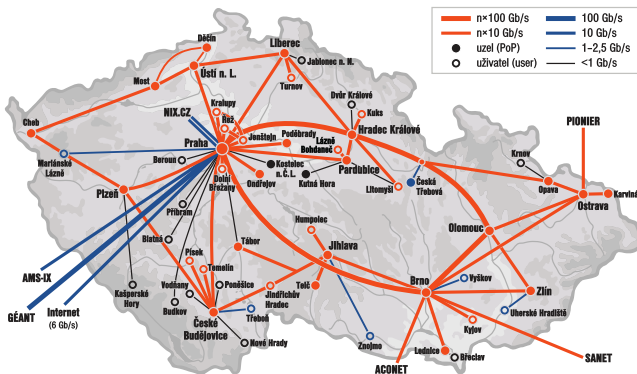 n×100 Gb/s
100 Gb/s
n×10 Gb/s
10 Gb/s
uzel (PoP)
1–2,5 Gb/s
uživatel (user)
<1 Gb/s
Děčín
Liberec
Jablonec n. N.
Ústí n. L.
Most
Turnov
NIX.CZ
Kralupy
Dvůr Králové
Řež
Kuks
Cheb
Jenštejn
Poděbrady
Hradec Králové
PIONIER
Praha
Lázně
Bohdaneč
Mariánské
Lázně
Beroun
Kostelec
n. Č. L.
Pardubice
Krnov
Dolní
Břežany
Ondřejov
Kutná Hora
Litomyšl
Česká
Třebová
Opava
Karviná
Plzeň
Ostrava
Příbram
Blatná
Humpolec
Olomouc
Tábor
Jihlava
Písek
Temelín
AMS-IX
Vyškov
Kašperské
Hory
Vodňany
Poněšice
Jindřichův
Hradec
Telč
Brno
Zlín
GÉANT
Internet
(6 Gb/s)
Budkov
České
Budějovice
Třeboň
Uherské Hradiště
Kyjov
Nové Hrady
Znojmo
Lednice
Břeclav
SANET
ACONET